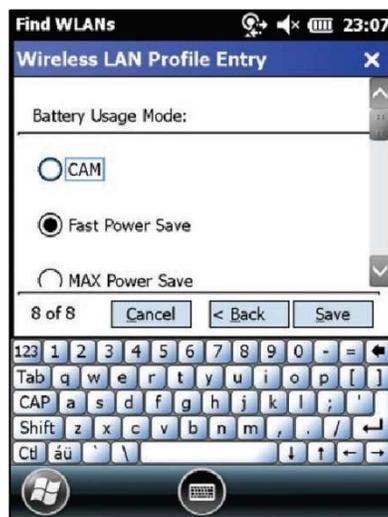 Find WLANs 23:07
Wireless LAN Profile Entry
Battery Usage Mode:
CAM
Fast Power Save
MAX Power Save
8 of 8 Cancel < Back Save
123 1 2 3 4 5 6 7 8 9 0 - =
Tab q w e r t y u i o p [ ]
CAP a s d f g h j k l ; '
Shift z x c v b n m , . /
Ctl áü ` \